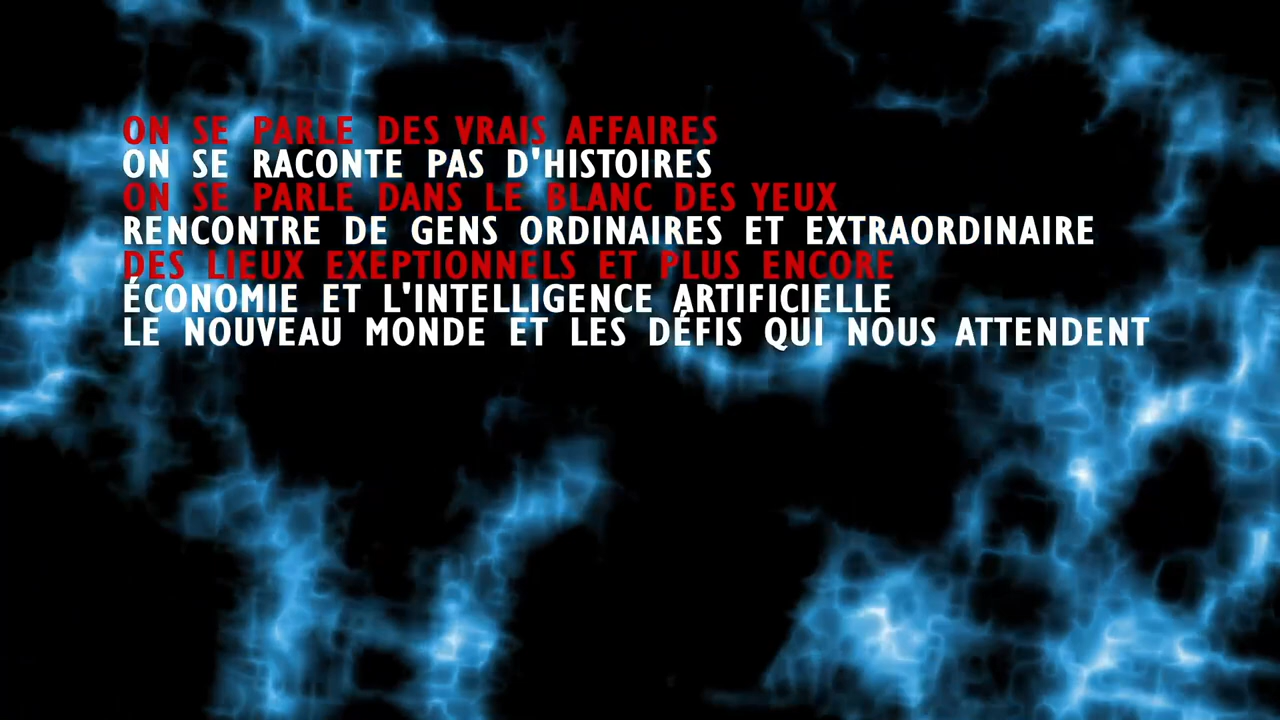 ON SE PARLE DES VRAIS AFFAIRES
ON SE RACONTE PAS D'HISTOIRES
ON SE PARLE DANS LE BLANC DES YEUX
RENCONTRE DE GENS ORDINAIRES ET EXTRAORDINAIRE
DES LIEUX EXEPTIONNELS ET PLUS ENCORE
ÉCONOMIE ET L'INTELLIGENCE ARTIFICIELLE
LE NOUVEAU MONDE ET LES DÉFIS QUI NOUS ATTENDENT